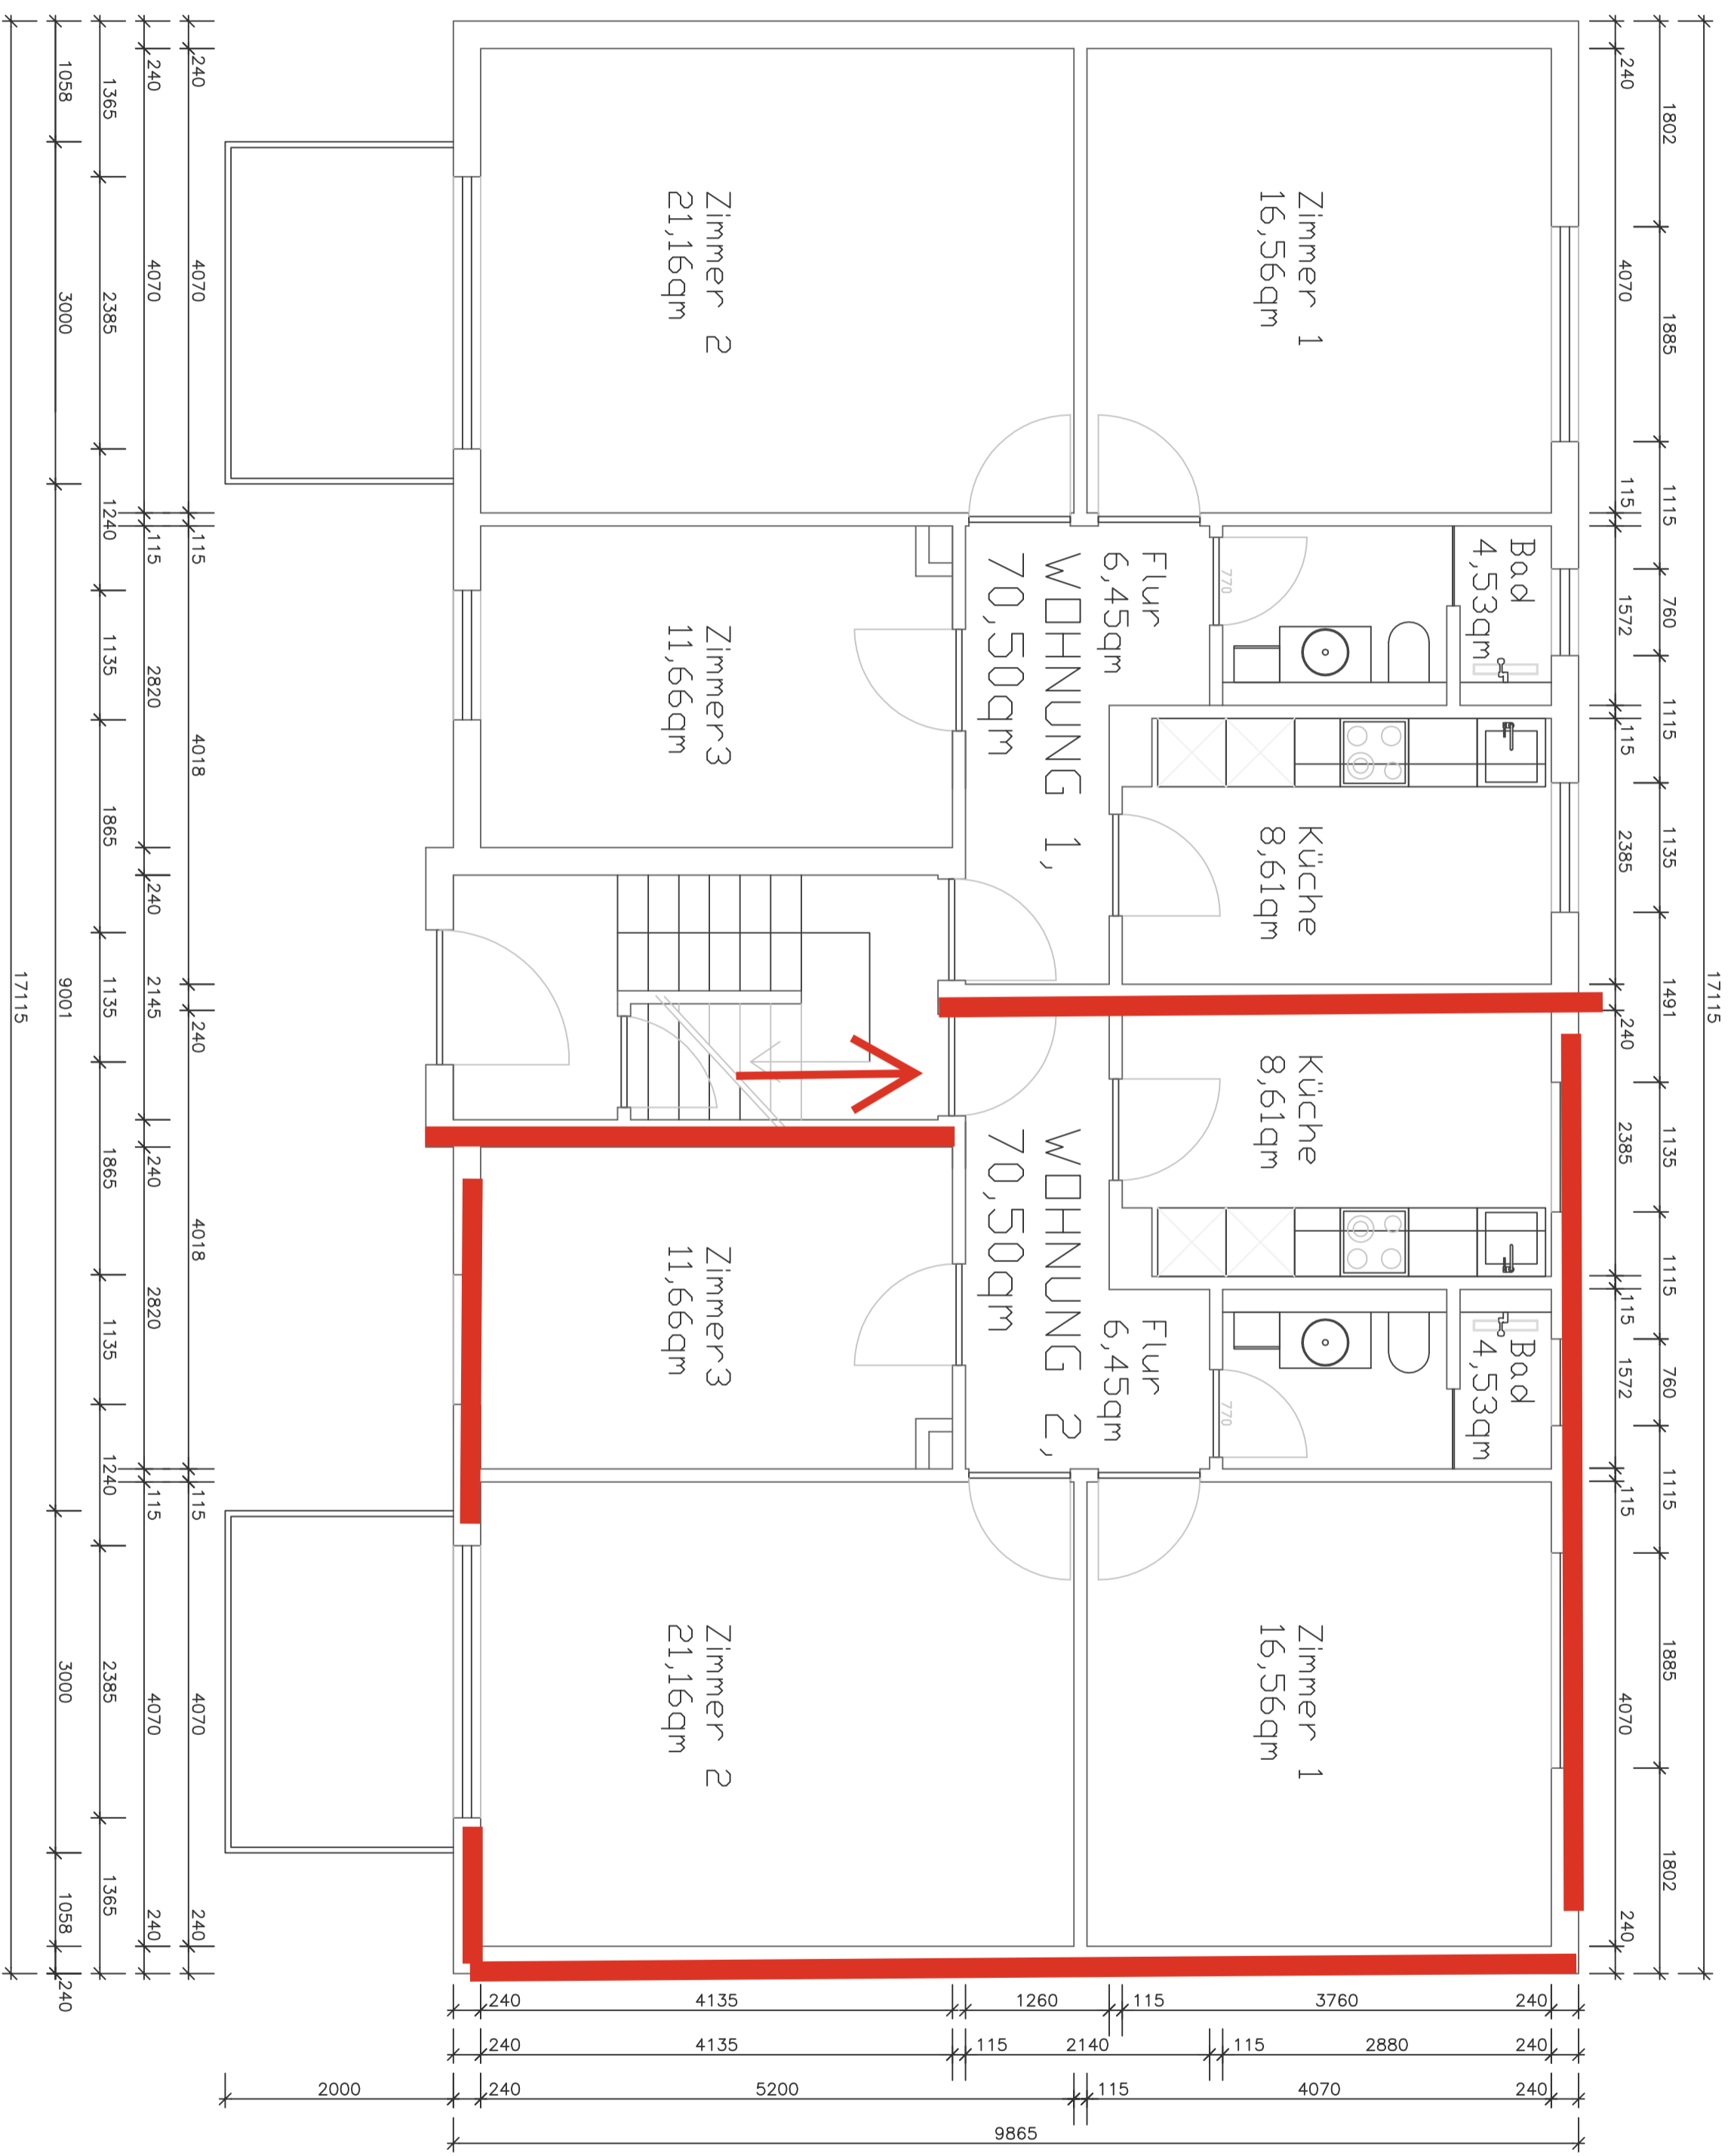 17115
1802 1885 1115 760 1115 1135 1491 1135 1115 760 1115 1885 1802
240 4070 115 1572 115 2385 240 2385 115 1572 115 4070 240
Bad
4,53qm
Bad
4,53qm
Zimmer 1
16,56qm
Küche
8,61qm
Küche
8,61qm
Zimmer 1
16,56qm
770
770
Flur
6,45qm
WOHNUNG 1,
70,50qm
Flur
6,45qm
WOHNUNG 2,
70,50qm
Zimmer 2
21,16qm
Zimmer3
11,66qm
Zimmer3
11,66qm
Zimmer 2
21,16qm
240 4070 115 4018 240 4018 115 4070 240
240 4070 115 2820 240 2145 240 2820 115 4070 240
1365 2385 1240 1135 1865 1135 1865 1135 1240 2385 1365
1058 3000 9001 3000 1058 240
17115
240 4135 1260 115 3760 240
240 4135 115 2140 115 2880 240
2000 240 5200 115 4070 240
9865